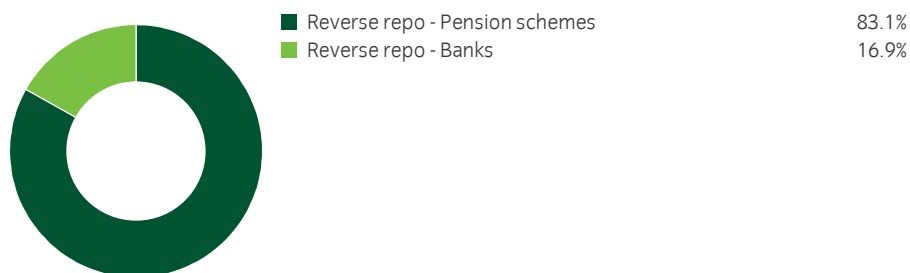 Reverse repo - Pension schemes 83.1%
Reverse repo - Banks 16.9%